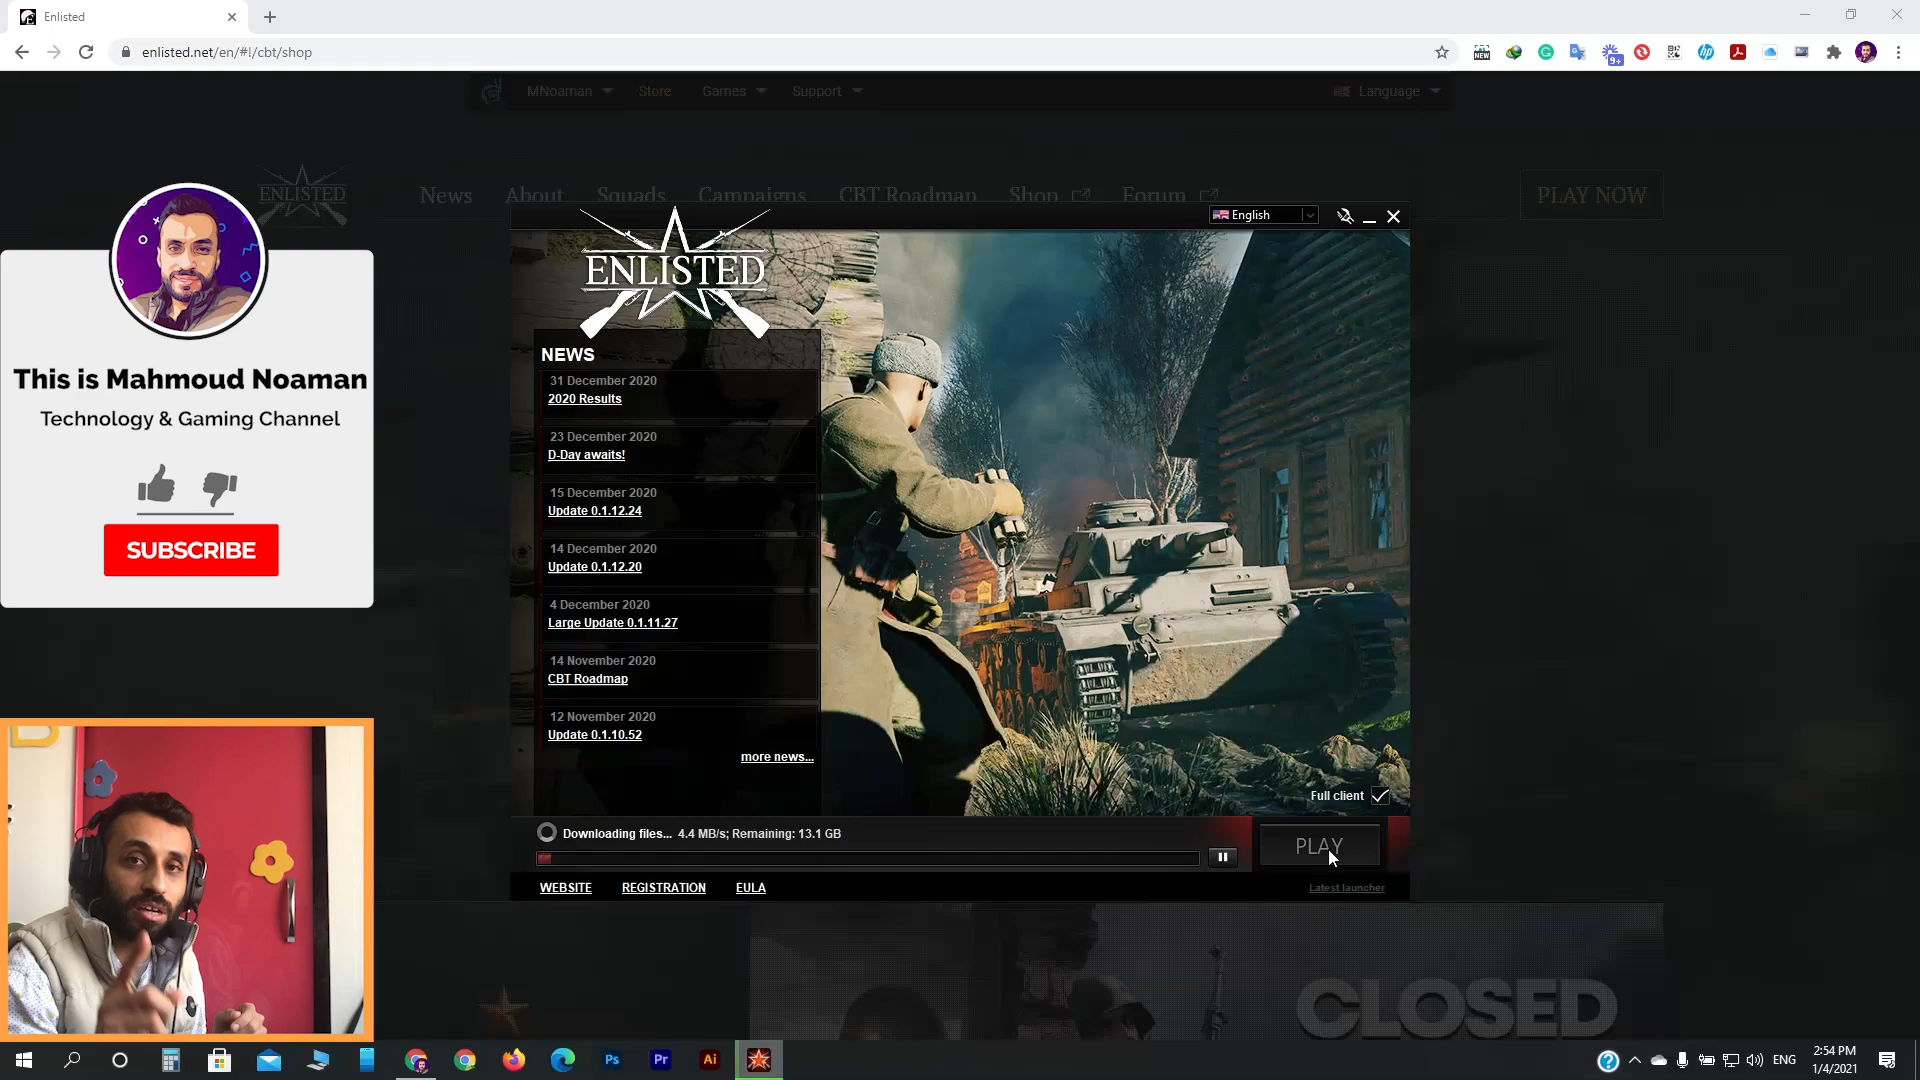 Enlisted
enlisted.net/en/#!/cbt/shop
NEW
9+
MNoaman
Store
Games
Support
Language
ENLISTED
News
About
Squads
Campaigns
CBT Roadmap
Shop
Forum
PLAY NOW
English
ENLISTED
NEWS
31 December 2020
2020 Results
23 December 2020
D-Day awaits!
15 December 2020
Update 0.1.12.24
14 December 2020
Update 0.1.12.20
4 December 2020
Large Update 0.1.11.27
14 November 2020
CBT Roadmap
12 November 2020
Update 0.1.10.52
more news...
Full client
Downloading files... 4.4 MB/s; Remaining: 13.1 GB
PLAY
WEBSITE
REGISTRATION
EULA
Latest launcher
This is Mahmoud Noaman
Technology & Gaming Channel
SUBSCRIBE
CLOSED
Ps
Pr
Ai
ENG
2:54 PM
1/4/2021